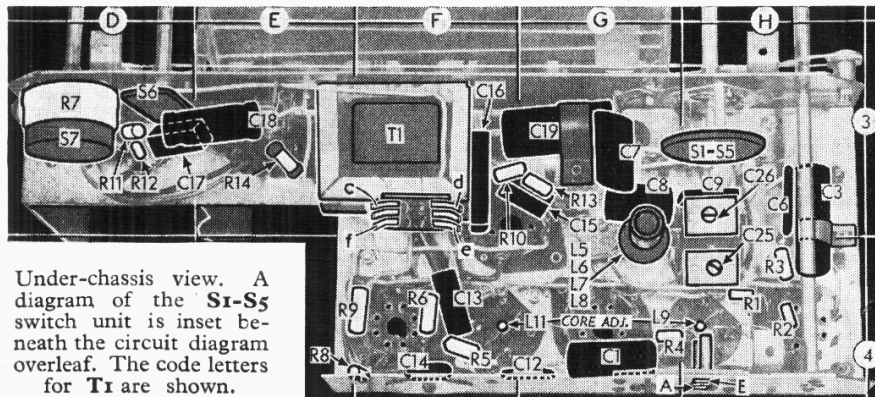 D E F G H
S6
R7
S7
C18
C16
T1
C19
C7
S1-S5
3
R11
R12
C17
R14
c
d
C8
C9
C26
C6
C3
R13
C15
f
e
R10
L5
L6
L7
L8
C25
R3
Under-chassis view. A
diagram of the S1-S5
switch unit is inset be-
neath the circuit diagram
overleaf. The code letters
for T1 are shown.
R9
R6
C13
L11
CORE ADJ.
L9
R1
R2
R8
C14
R5
C12
C1
R4
4
A
E